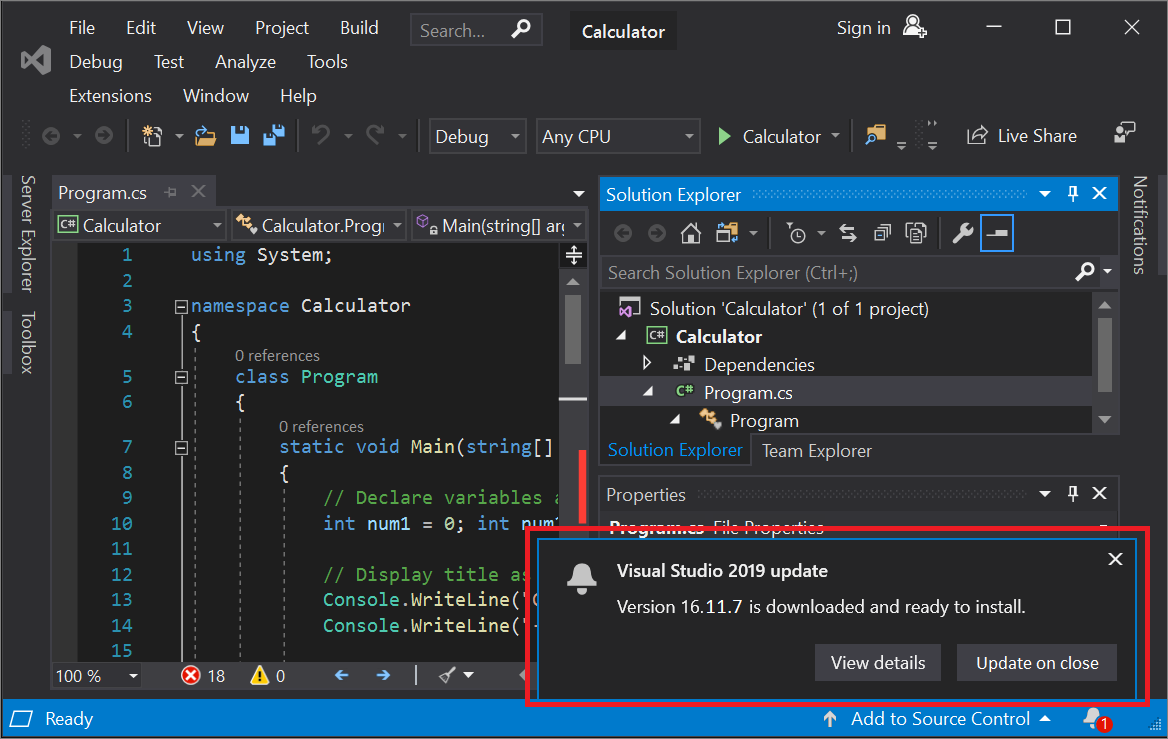 File Edit View Project Build Search... Calculator Sign in
Debug Test Analyze Tools
Extensions Window Help
Debug Any CPU Calculator Live Share
Server Explorer
Toolbox
Program.cs
C# Calculator Calculator.Progr Main(string[] arg
1 using System;
2
3 namespace Calculator
4 {
0 references
5 class Program
6 {
0 references
7 static void Main(string[]
8 {
9 // Declare variables a
10 int num1 = 0; int num
11
12 // Display title as
13 Console.WriteLine("C
14 Console.WriteLine("-
15
100 % 18 0
Solution Explorer
Search Solution Explorer (Ctrl+;)
Solution 'Calculator' (1 of 1 project)
C# Calculator
Dependencies
C# Program.cs
Program
Solution Explorer Team Explorer
Properties
Program.cs File Properties
Notifications
Visual Studio 2019 update
Version 16.11.7 is downloaded and ready to install.
View details Update on close
Ready Add to Source Control 1